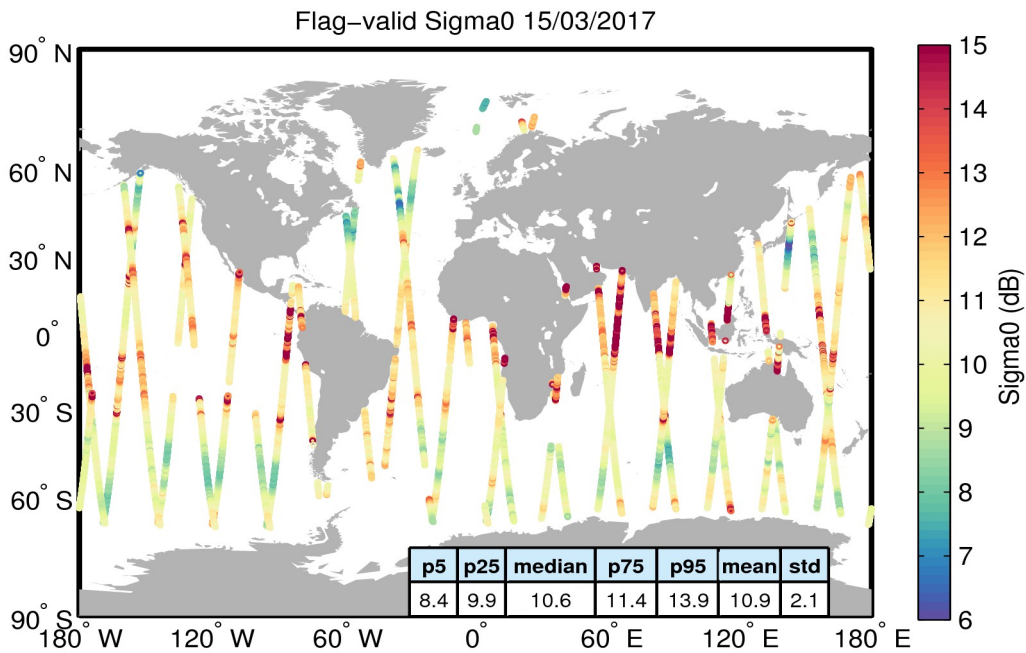 Flag−valid Sigma0 15/03/2017
90° N
60° N
30° N
0°
30° S
60° S
90° S
180° W
120° W
60° W
0°
60° E
120° E
180° E
p5 p25 median p75 p95 mean std
8.4 9.9 10.6 11.4 13.9 10.9 2.1
15
14
13
12
11
10
9
8
7
6
Sigma0 (dB)